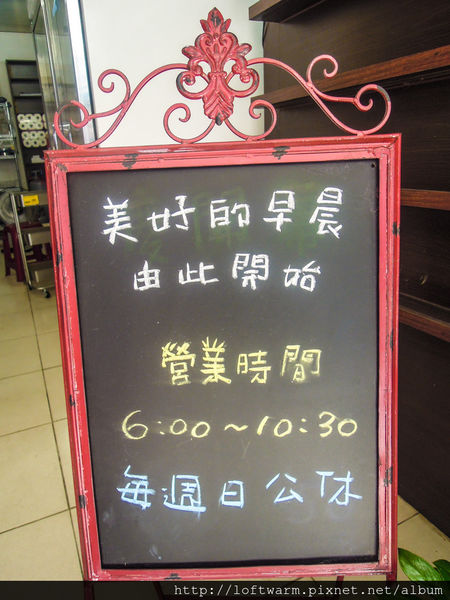 美好的早晨
由此開始
營業時間
6:00~10:30
每週日公休
† http://loftwarm.pixnet.net/album †